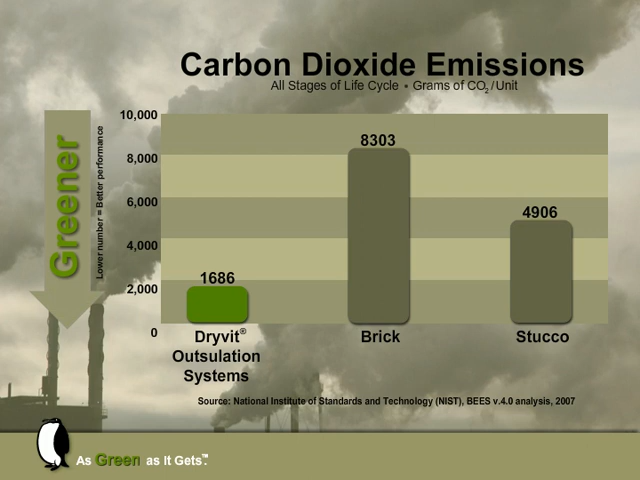 Carbon Dioxide Emissions
All Stages of Life Cycle • Grams of CO₂/Unit
Greener
Lower number = Better performance
10,000
8,000
6,000
4,000
2,000
0
1686
8303
4906
Dryvit®
Outsulation
Systems
Brick
Stucco
Source: National Institute of Standards and Technology (NIST), BEES v.4.0 analysis, 2007
As Green as It Gets.™